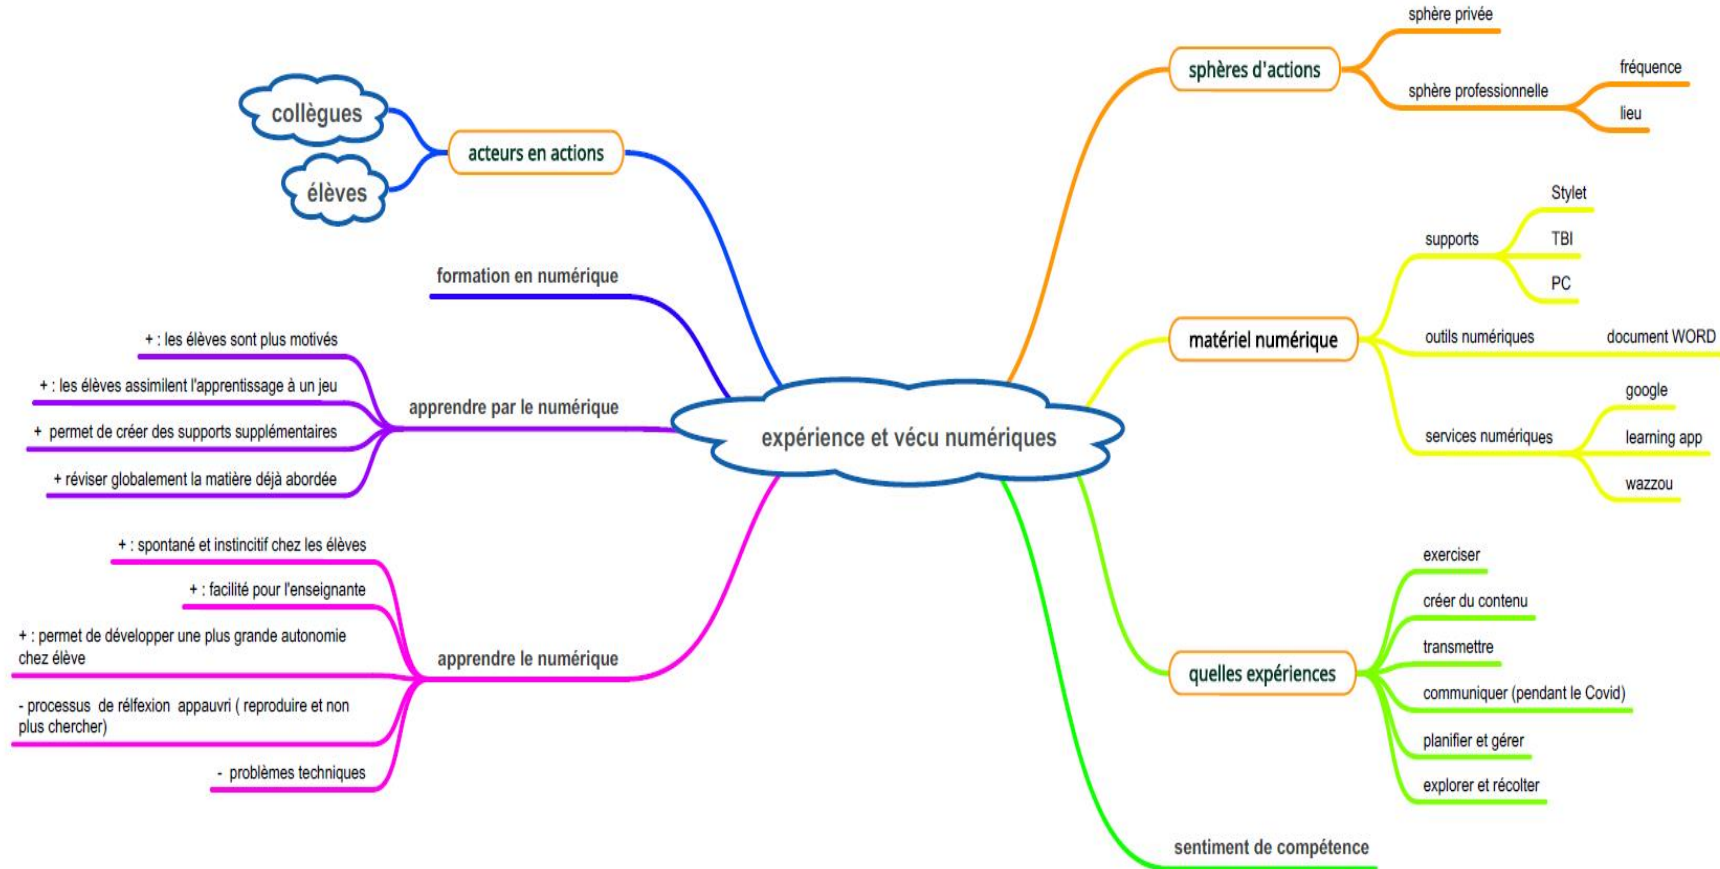 collègues
élèves
acteurs en actions
formation en numérique
+ : les élèves sont plus motivés
+ : les élèves assimilent l'apprentissage à un jeu
+ permet de créer des supports supplémentaires
+ réviser globalement la matière déjà abordée
apprendre par le numérique
+ : spontané et instinctif chez les élèves
+ : facilité pour l'enseignante
+ : permet de développer une plus grande autonomie
chez élève
- processus de rélfexion appauvri ( reproduire et non
plus chercher)
- problèmes techniques
apprendre le numérique
expérience et vécu numériques
sphères d'actions
sphère privée
sphère professionnelle
fréquence
lieu
matériel numérique
supports
Stylet
TBI
PC
outils numériques
document WORD
services numériques
google
learning app
wazzou
quelles expériences
exerciser
créer du contenu
transmettre
communiquer (pendant le Covid)
planifier et gérer
explorer et récolter
sentiment de compétence